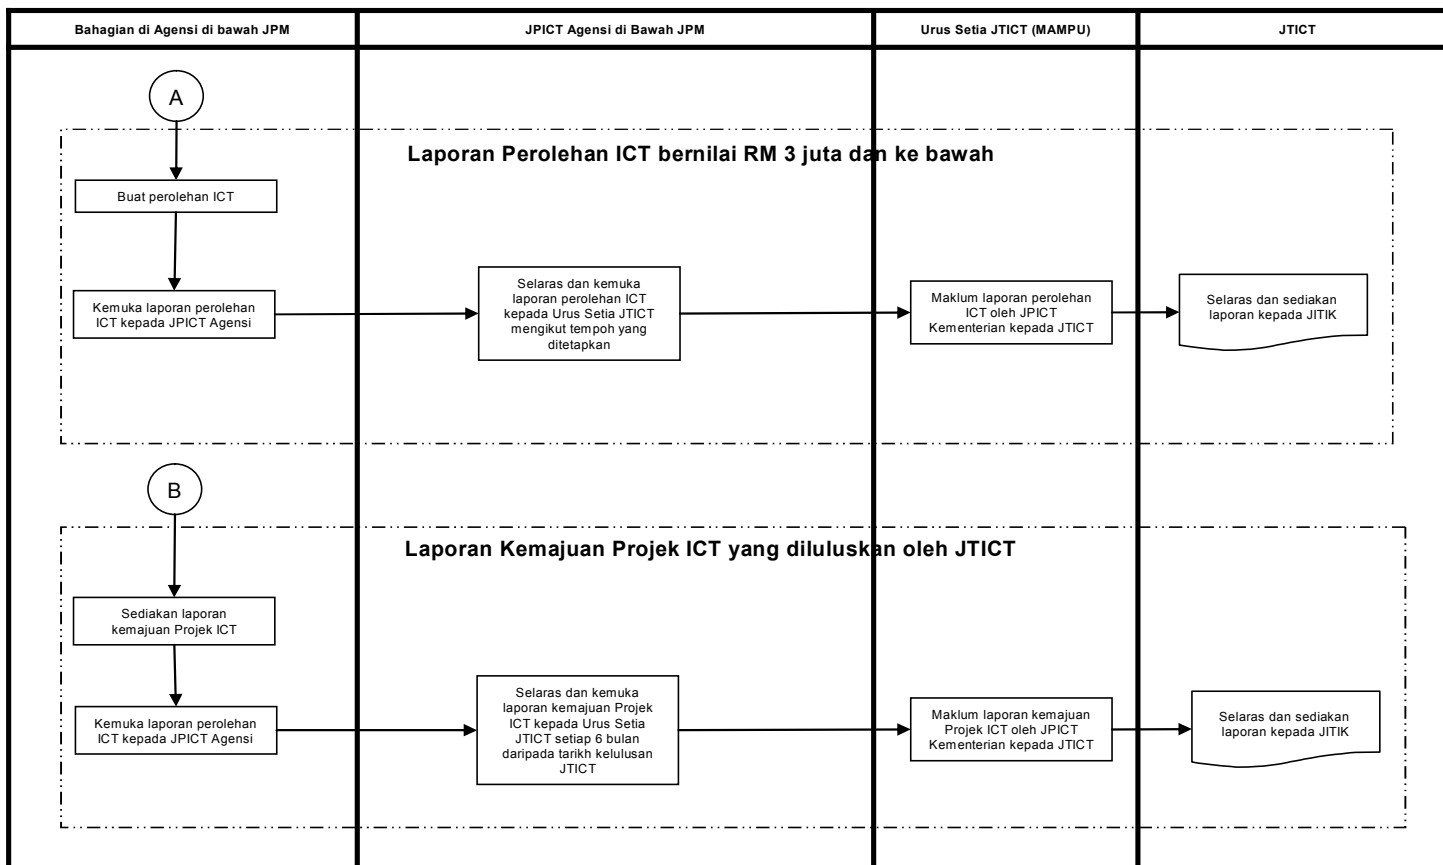 Bahagian di Agensi di bawah JPM
JPICT Agensi di Bawah JPM
Urus Setia JTICT (MAMPU)
JTICT
A
Laporan Perolehan ICT bernilai RM 3 juta dan ke bawah
Buat perolehan ICT
Kemuka laporan perolehan
ICT kepada JPICT Agensi
Selaras dan kemuka
laporan perolehan ICT
kepada Urus Setia JTICT
mengikut tempoh yang
ditetapkan
Maklum laporan perolehan
ICT oleh JPICT
Kementerian kepada JTICT
Selaras dan sediakan
laporan kepada JITIK
B
Laporan Kemajuan Projek ICT yang diluluskan oleh JTICT
Sediakan laporan
kemajuan Projek ICT
Kemuka laporan perolehan
ICT kepada JPICT Agensi
Selaras dan kemuka
laporan kemajuan Projek
ICT kepada Urus Setia
JTICT setiap 6 bulan
daripada tarikh kelulusan
JTICT
Maklum laporan kemajuan
Projek ICT oleh JPICT
Kementerian kepada JTICT
Selaras dan sediakan
laporan kepada JITIK